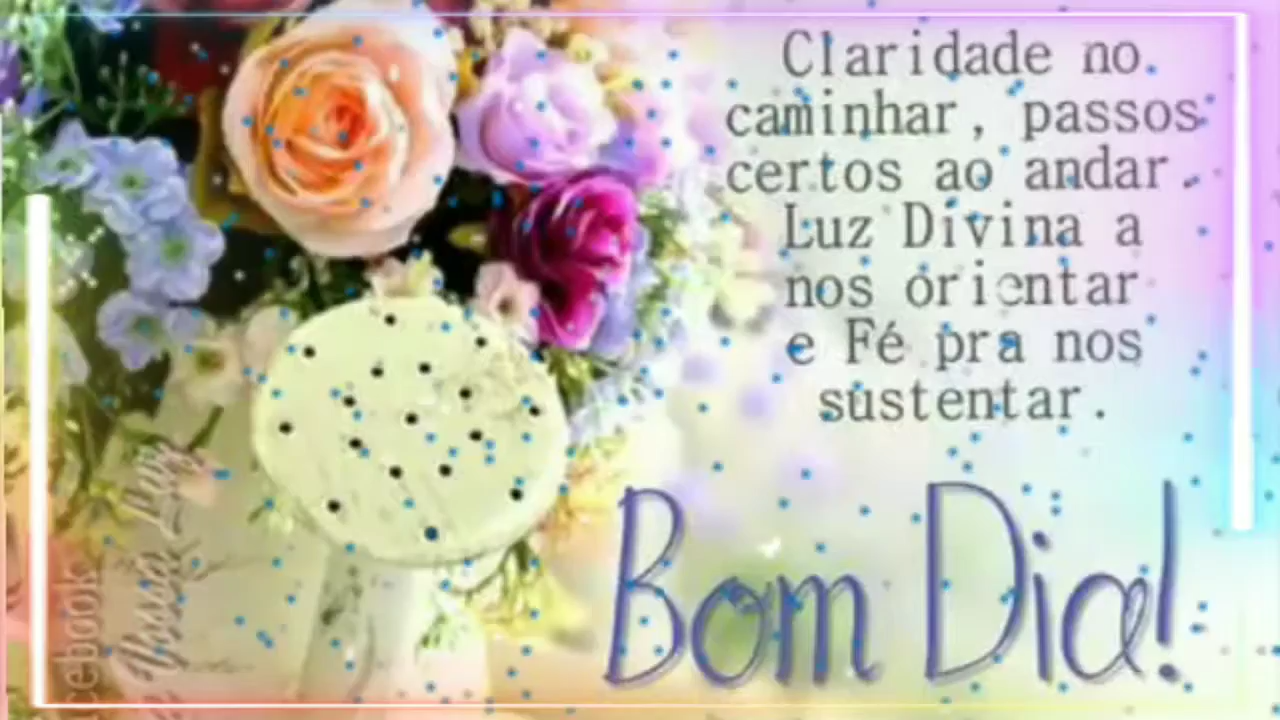 Claridade no
caminhar, passos
certos ao andar.
Luz Divina a
nos orientar
e Fé pra nos
sustentar.
Bom Dia!